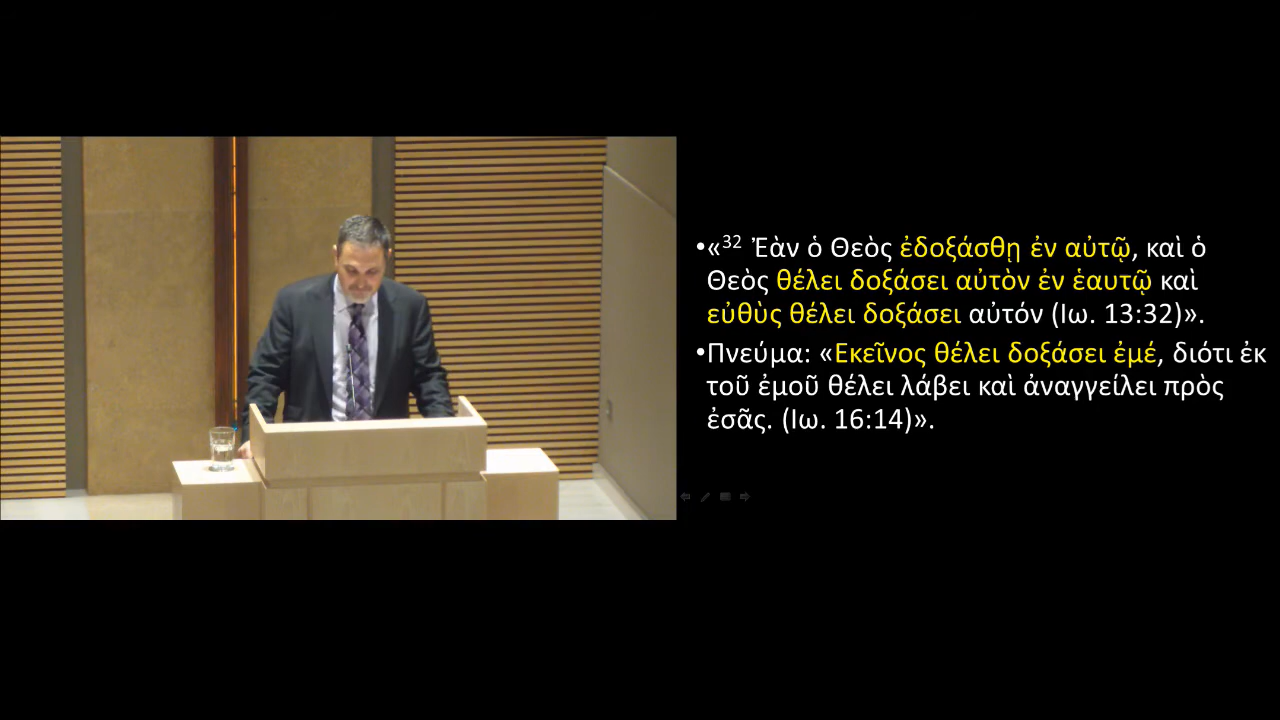 •«³² Ἐὰν ὁ Θεὸς ἐδοξάσθῃ ἐν αὐτῷ, καὶ ὁ
Θεὸς θέλει δοξάσει αὐτὸν ἐν ἑαυτῷ καὶ
εὐθὺς θέλει δοξάσει αὐτόν (Ιω. 13:32)».
•Πνεύμα: «Εκεῖνος θέλει δοξάσει ἐμέ, διότι ἐκ
τοῦ ἐμοῦ θέλει λάβει καὶ ἀναγγείλει πρὸς
ἐσᾶς. (Ιω. 16:14)».